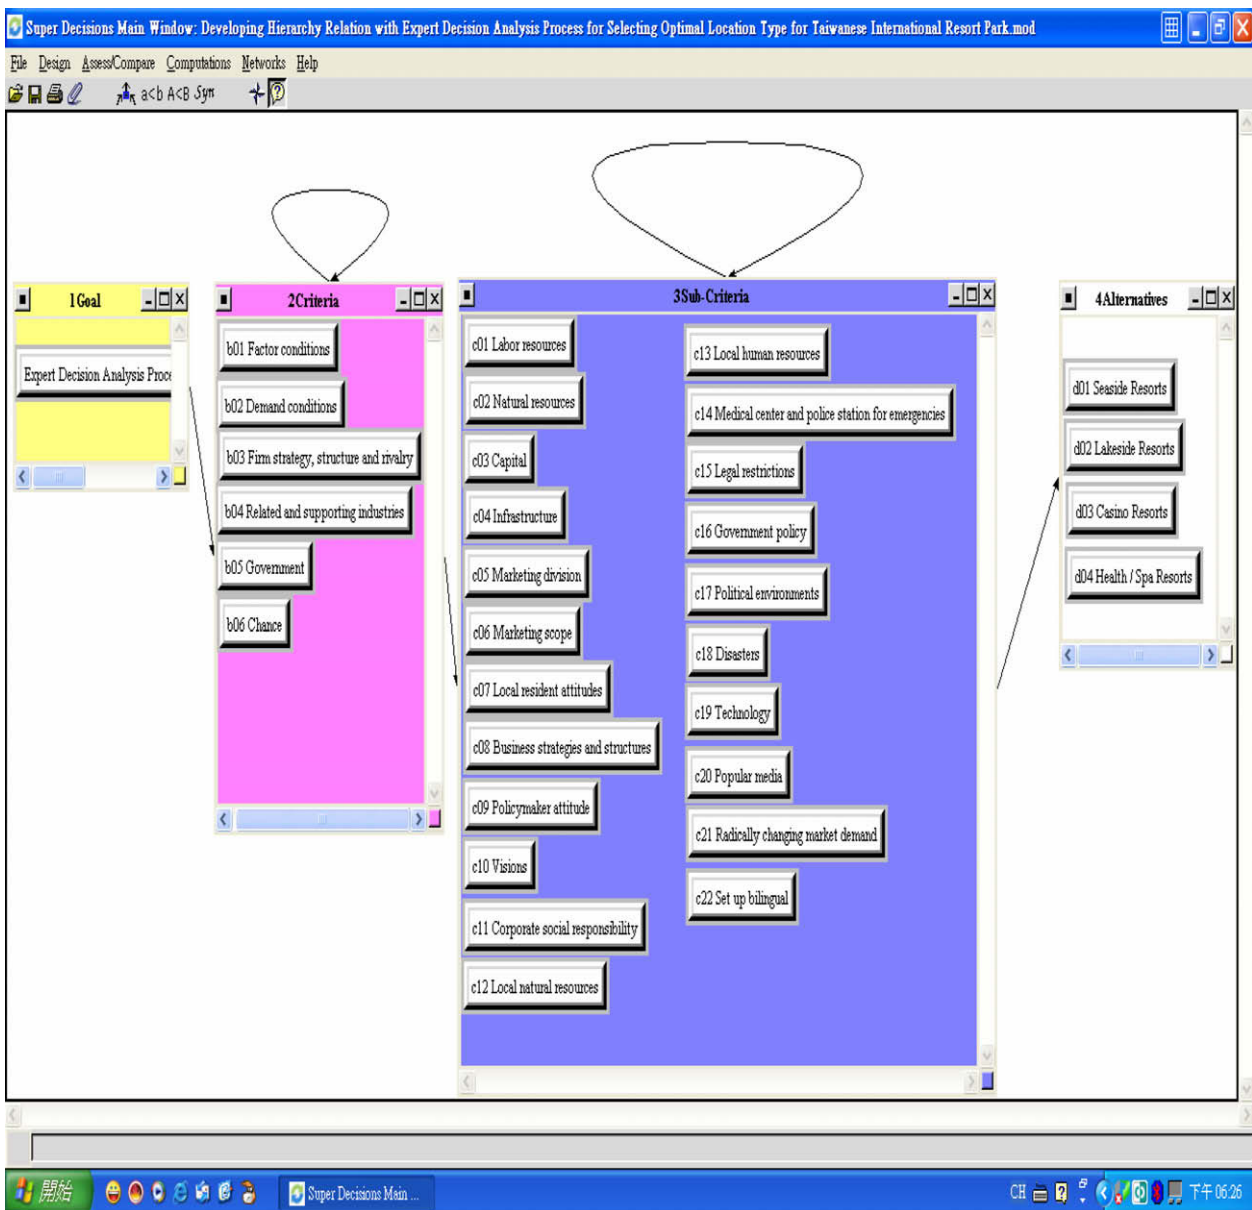 Super Decisions Main Window: Developing Hierarchy Relation with Expert Decision Analysis Process for Selecting Optimal Location Type for Taiwanese International Resort Park.mod
File Design Assess/Compare Computations Networks Help
a<b A<B Syn
1Goal
Expert Decision Analysis Proce
2Criteria
b01 Factor conditions
b02 Demand conditions
b03 Firm strategy, structure and rivalry
b04 Related and supporting industries
b05 Government
b06 Chance
3Sub-Criteria
c01 Labor resources
c02 Natural resources
c03 Capital
c04 Infrastructure
c05 Marketing division
c06 Marketing scope
c07 Local resident attitudes
c08 Business strategies and structures
c09 Policymaker attitude
c10 Visions
c11 Corporate social responsibility
c12 Local natural resources
c13 Local human resources
c14 Medical center and police station for emergencies
c15 Legal restrictions
c16 Government policy
c17 Political environments
c18 Disasters
c19 Technology
c20 Popular media
c21 Radically changing market demand
c22 Set up bilingual
4Alternatives
d01 Seaside Resorts
d02 Lakeside Resorts
d03 Casino Resorts
d04 Health / Spa Resorts
開始
Super Decisions Main ...
CH
下午 06:26